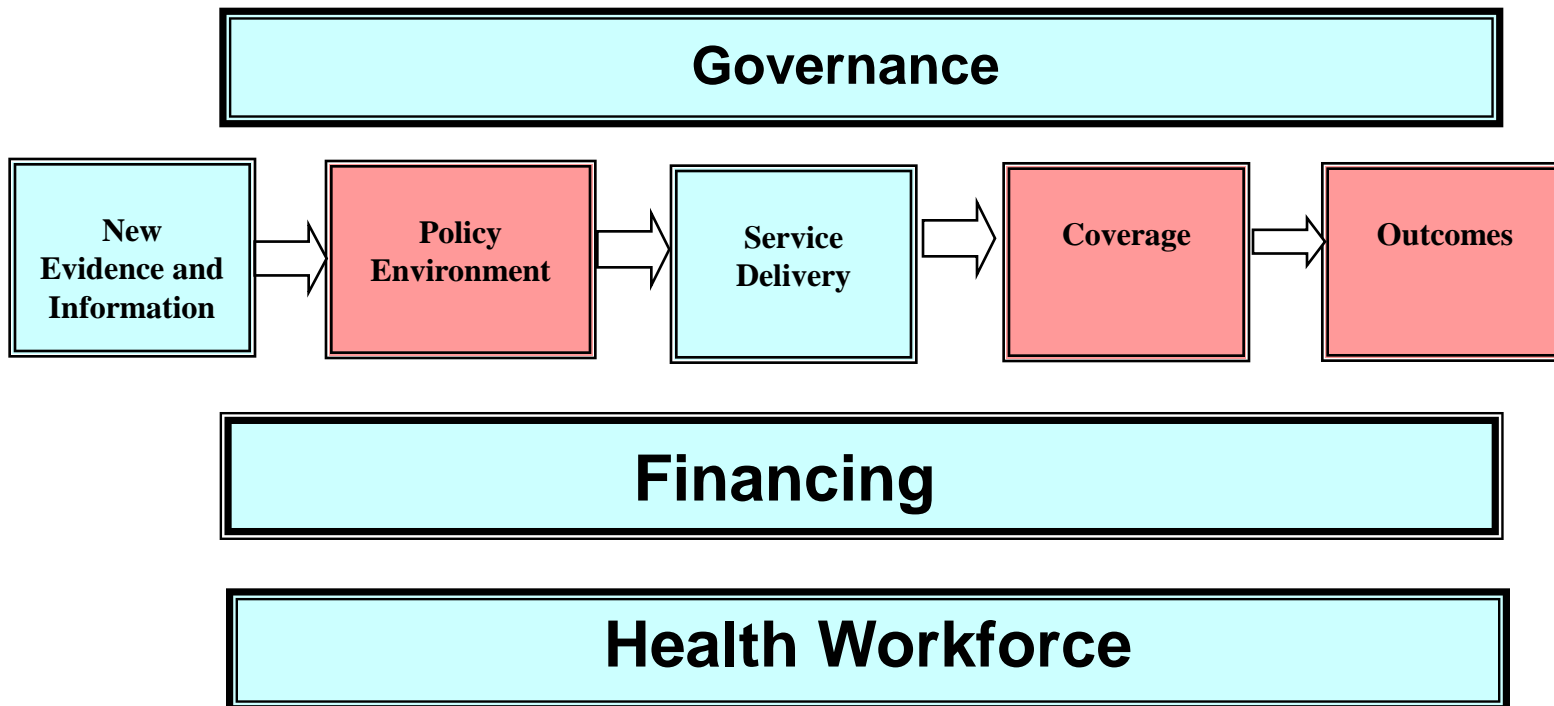 Governance
New
Evidence and
Information
Policy
Environment
Service
Delivery
Coverage
Outcomes
Financing
Health Workforce